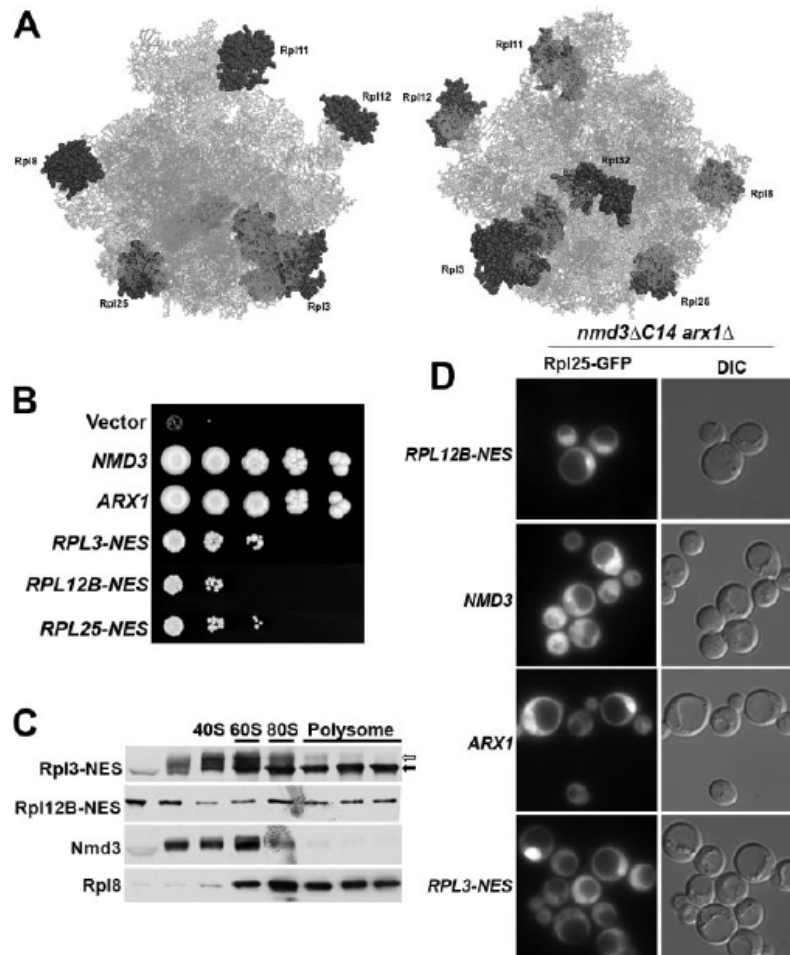 A
Rpl11
Rpl12
Rpl8
Rpl25
Rpl3
Rpl11
Rpl12
Rpl32
Rpl8
Rpl3
Rpl25
nmd3ΔC14 arx1Δ
B
Vector
NMD3
ARX1
RPL3-NES
RPL12B-NES
RPL25-NES
C
40S 60S 80S Polysome
Rpl3-NES
Rpl12B-NES
Nmd3
Rpl8
D
Rpl25-GFP DIC
RPL12B-NES
NMD3
ARX1
RPL3-NES